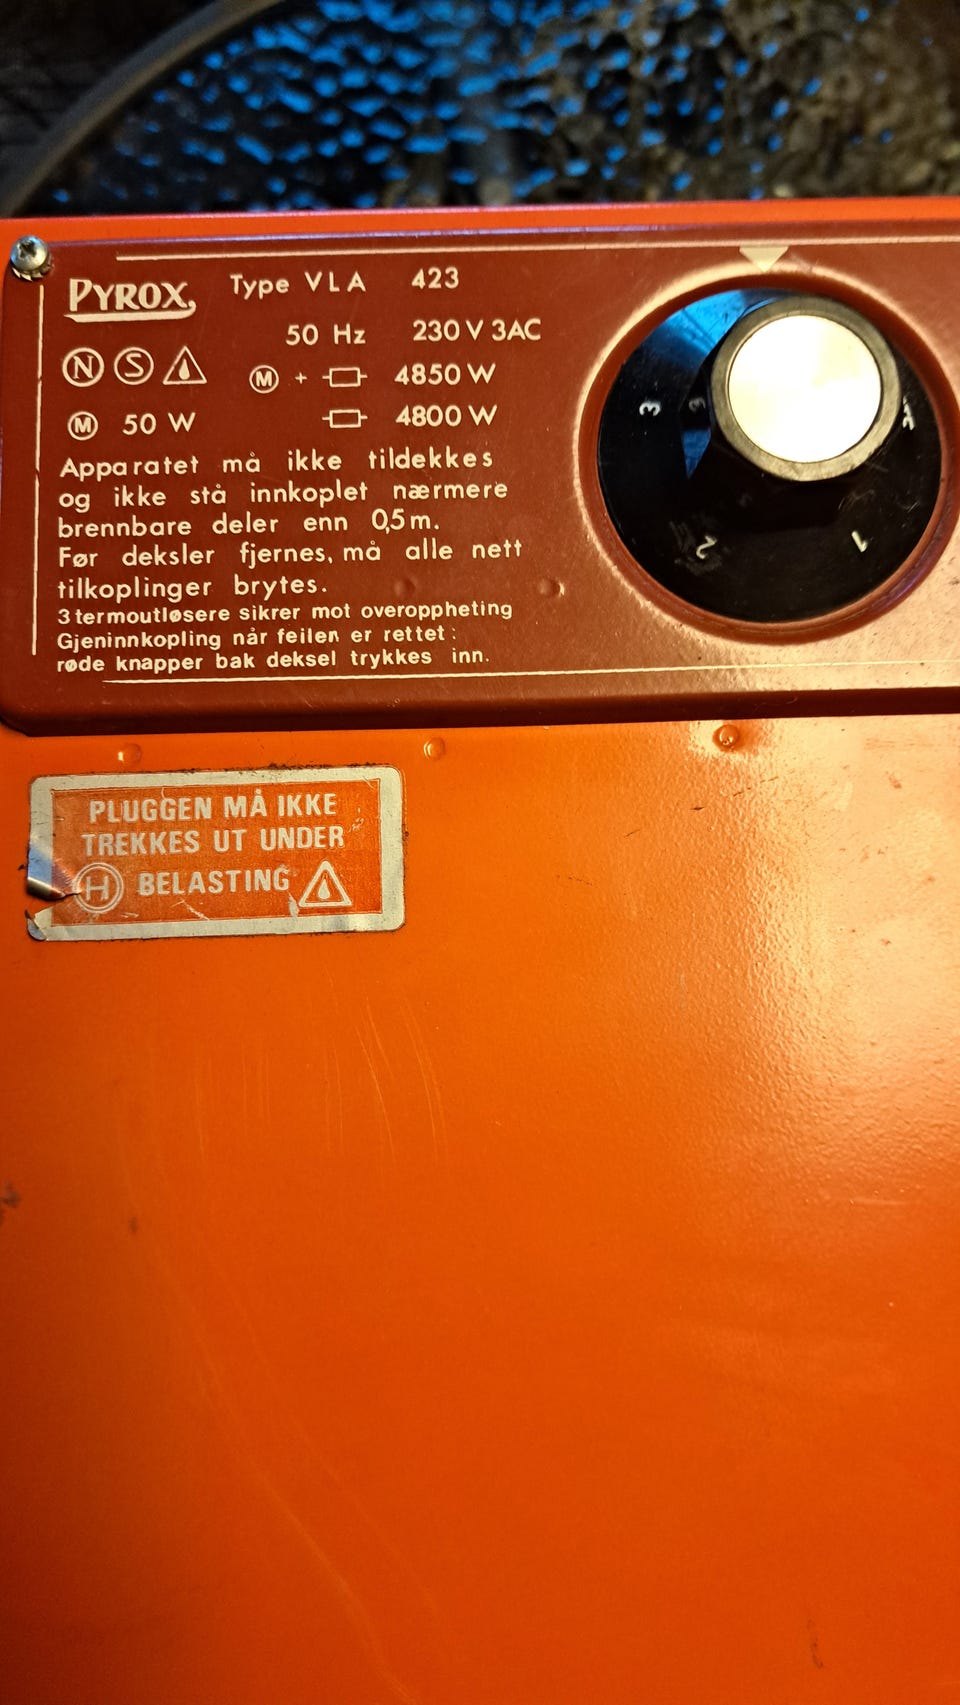 PYROX Type VLA 423
50 Hz 230 V 3AC
N S M + 4850 W
M 50 W 4800 W
Apparatet må ikke tildekkes
og ikke stå innkoplet nærmere
brennbare deler enn 0,5 m.
Før deksler fjernes, må alle nett
tilkoplinger brytes.
3 termoutløsere sikrer mot overoppheting
Gjeninnkopling når feilen er rettet:
røde knapper bak deksel trykkes inn.
3
2
1
PLUGGEN MÅ IKKE
TREKKES UT UNDER
H BELASTING